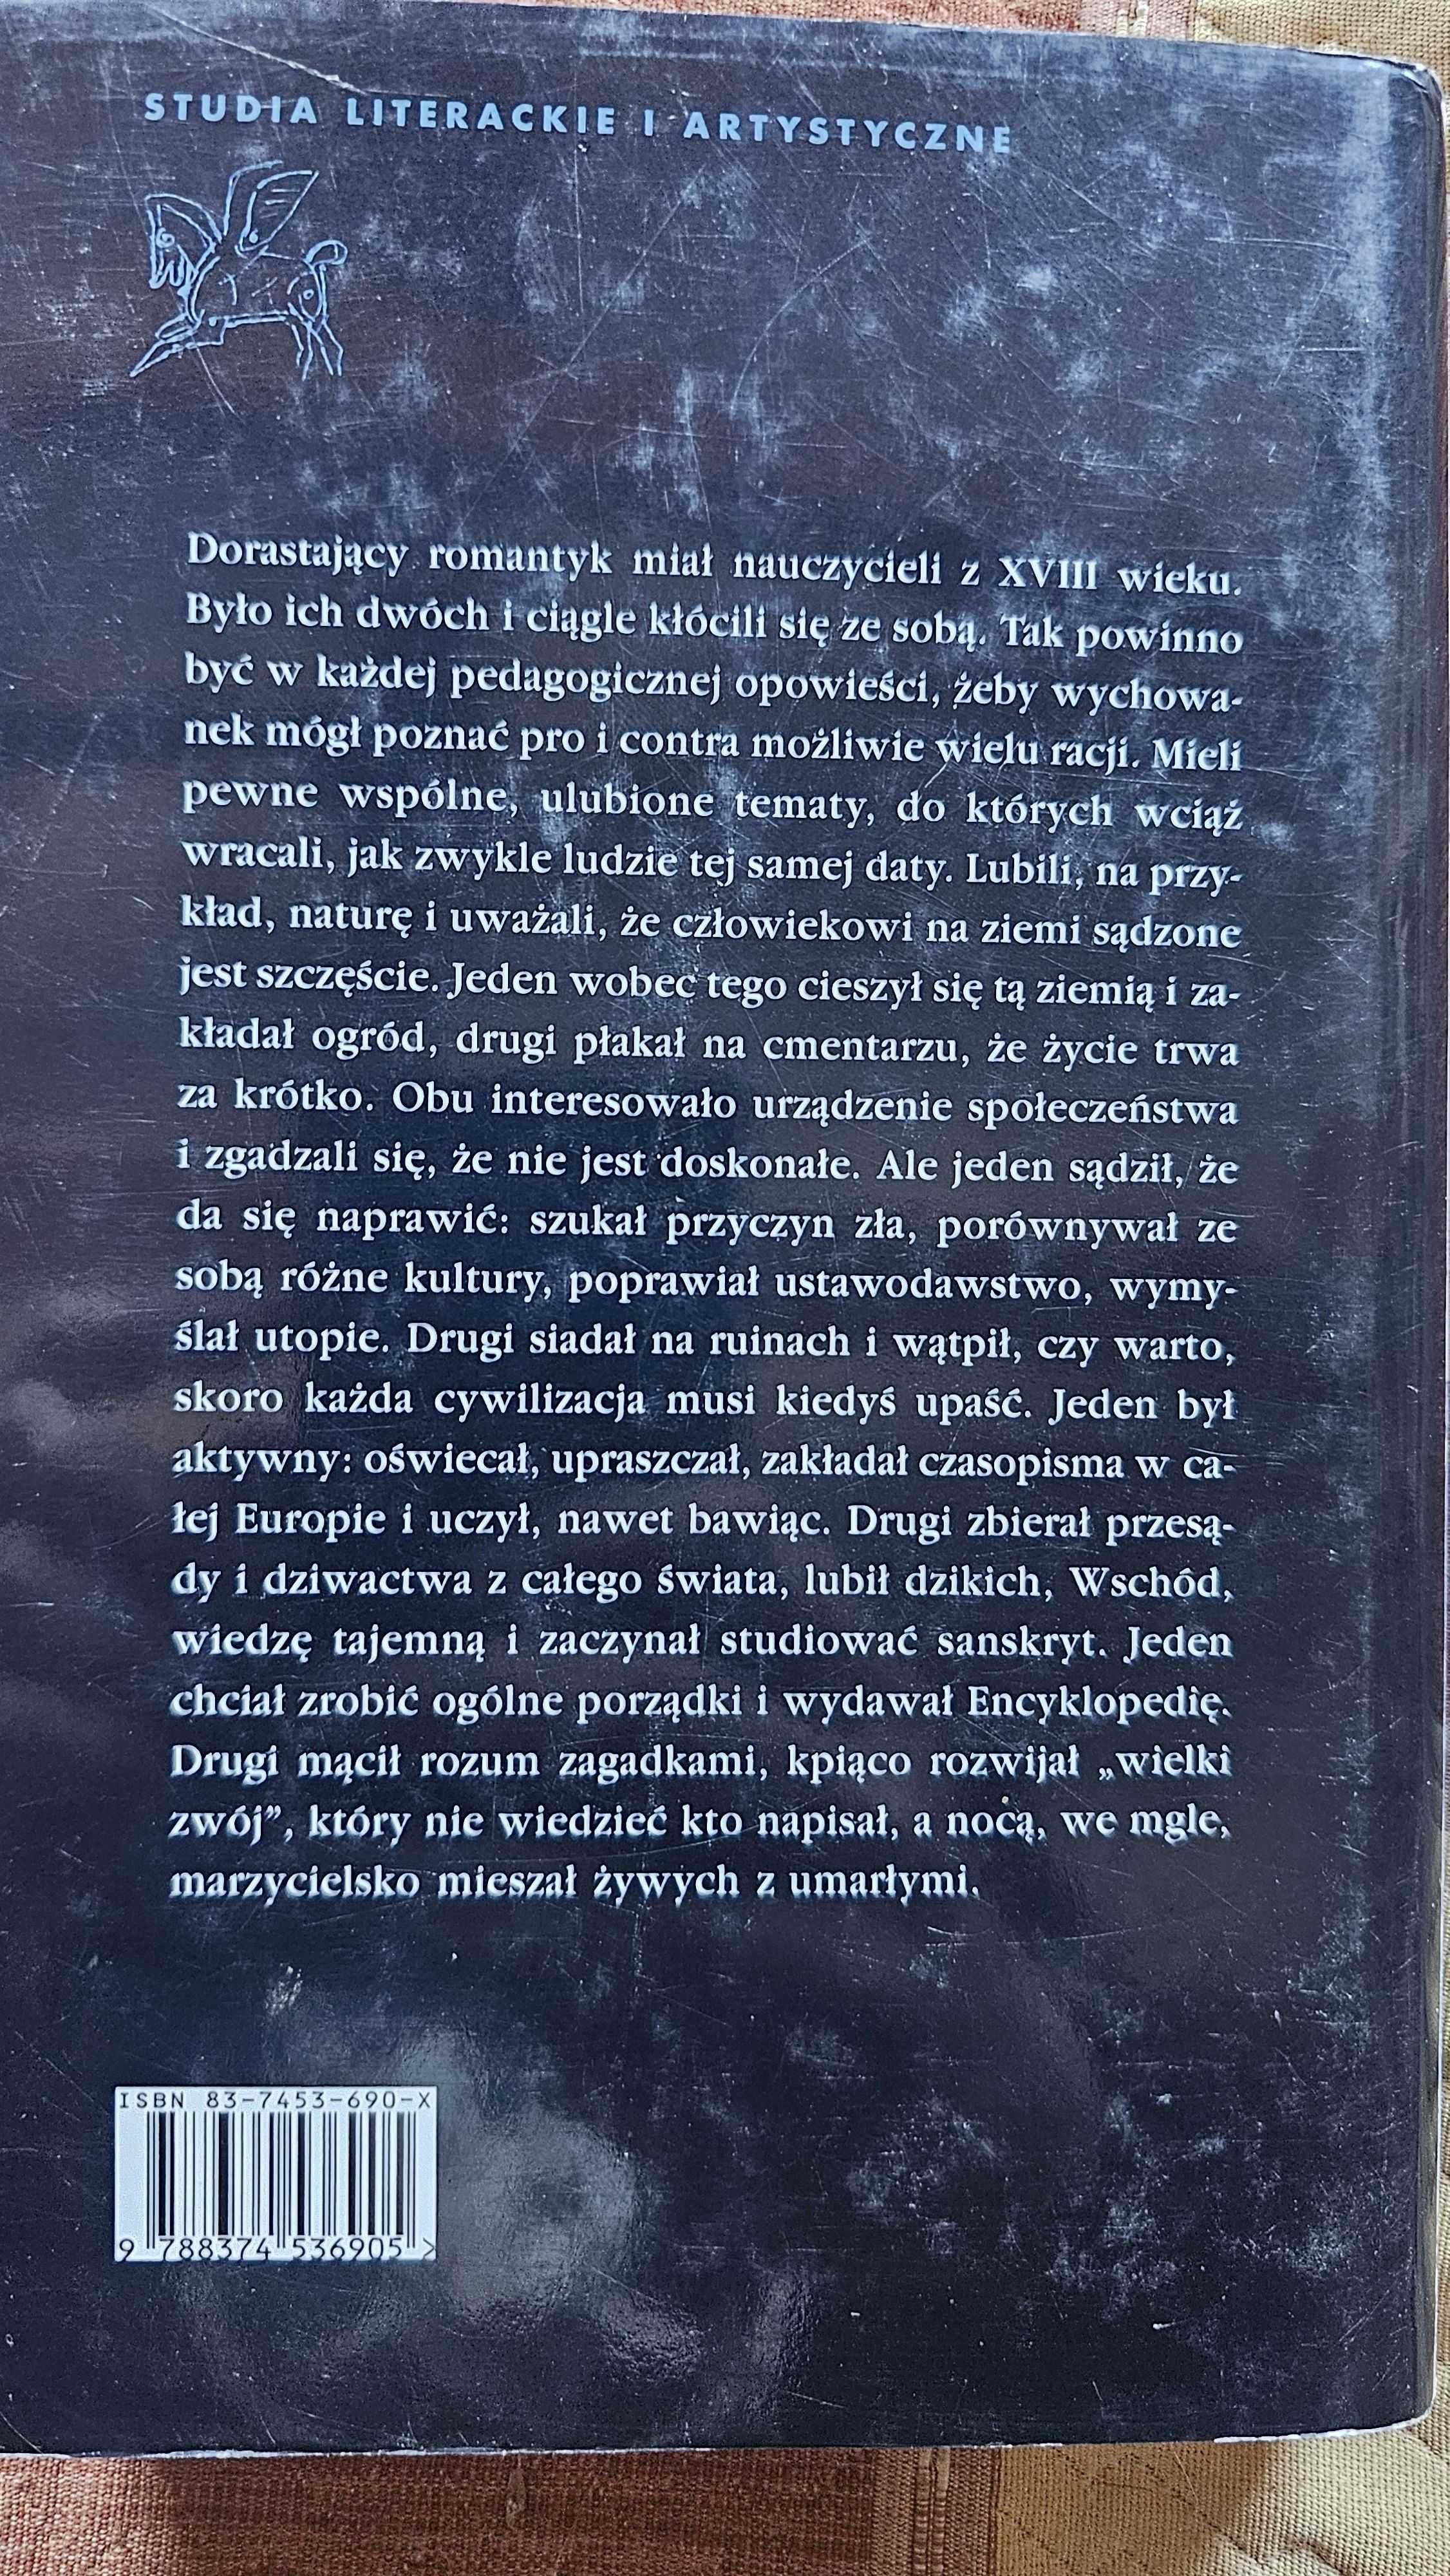 STUDIA LITERACKIE I ARTYSTYCZNE
Dorastający romantyk miał nauczycieli z XVIII wieku.
Było ich dwóch i ciągle kłócili się ze sobą. Tak powinno
być w każdej pedagogicznej opowieści, żeby wychowa-
nek mógł poznać pro i contra możliwie wielu racji. Mieli
pewne wspólne, ulubione tematy, do których wciąż
wracali, jak zwykle ludzie tej samej daty. Lubili, na przy-
kład, naturę i uważali, że człowiekowi na ziemi sądzone
jest szczęście. Jeden wobec tego cieszył się tą ziemią i za-
kładał ogród, drugi płakał na cmentarzu, że życie trwa
za krótko. Obu interesowało urządzenie społeczeństwa
i zgadzali się, że nie jest doskonałe. Ale jeden sądził, że
da się naprawić: szukał przyczyn zła, porównywał ze
sobą różne kultury, poprawiał ustawodawstwo, wymy-
ślał utopie. Drugi siadał na ruinach i wątpił, czy warto,
skoro każda cywilizacja musi kiedyś upaść. Jeden był
aktywny: oświecał, upraszczał, zakładał czasopisma w ca-
łej Europie i uczył, nawet bawiąc. Drugi zbierał przesą-
dy i dziwactwa z całego świata, lubił dzikich, Wschód,
wiedzę tajemną i zaczynał studiować sanskryt. Jeden
chciał zrobić ogólne porządki i wydawał Encyklopedię.
Drugi mącił rozum zagadkami, kpiąco rozwijał „wielki
zwój”, który nie wiedzieć kto napisał, a nocą, we mgle,
marzycielsko mieszał żywych z umarłymi.
ISBN 83-7453-690-X
9 788374 536905 >